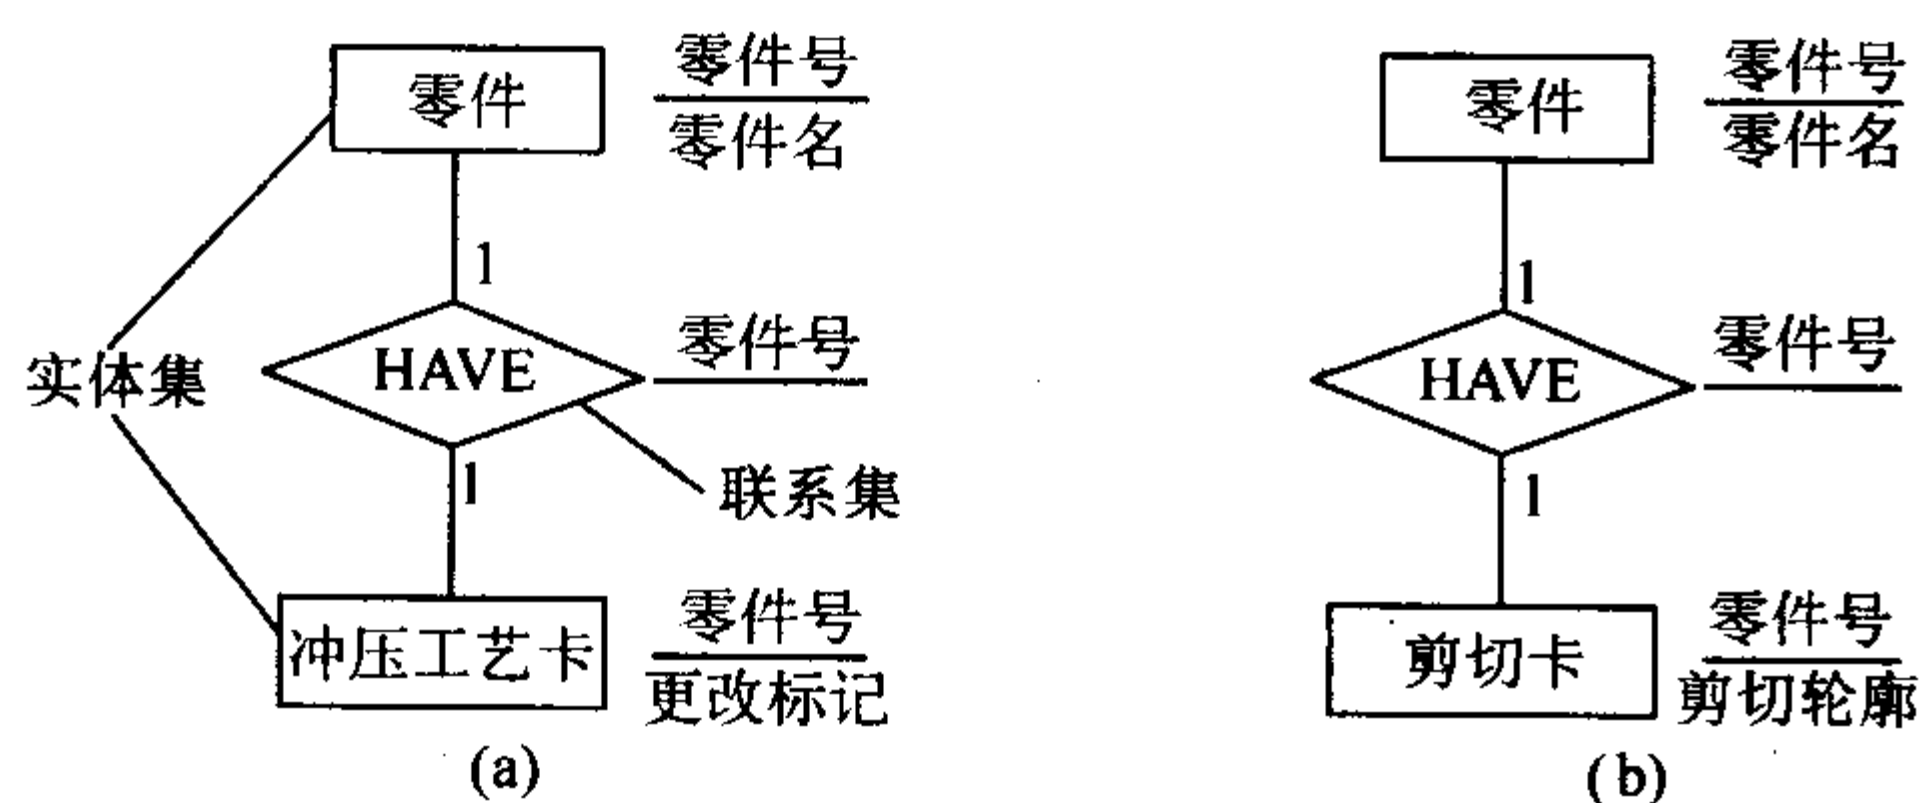 零件
零件号
零件名
1
实体集
HAVE
零件号
联系集
1
冲压工艺卡
零件号
更改标记
(a)
零件
零件号
零件名
1
HAVE
零件号
1
剪切卡
零件号
剪切轮廓
(b)